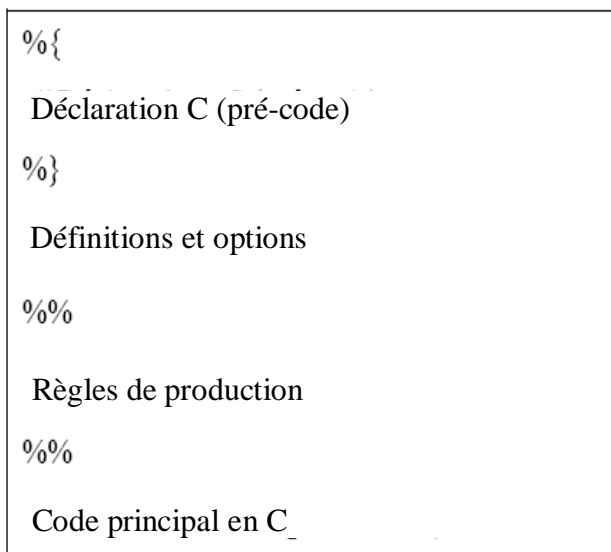 %{
Déclaration C (pré-code)
%}
Définitions et options
%%
Règles de production
%%
Code principal en C